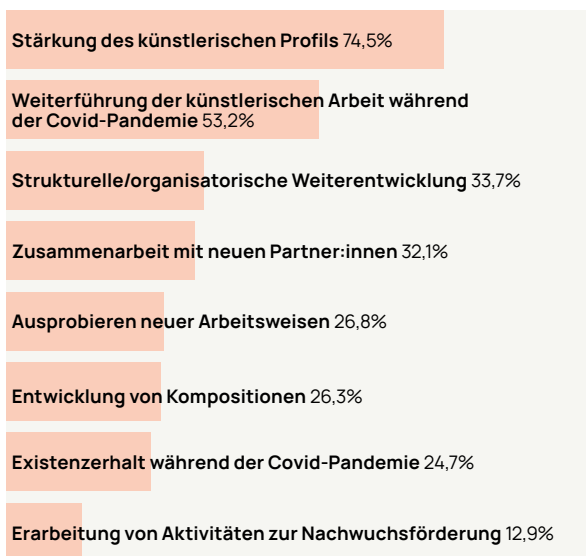 Stärkung des künstlerischen Profils 74,5%
Weiterführung der künstlerischen Arbeit während
der Covid-Pandemie 53,2%
Strukturelle/organisatorische Weiterentwicklung 33,7%
Zusammenarbeit mit neuen Partner:innen 32,1%
Ausprobieren neuer Arbeitsweisen 26,8%
Entwicklung von Kompositionen 26,3%
Existenzerhalt während der Covid-Pandemie 24,7%
Erarbeitung von Aktivitäten zur Nachwuchsförderung 12,9%